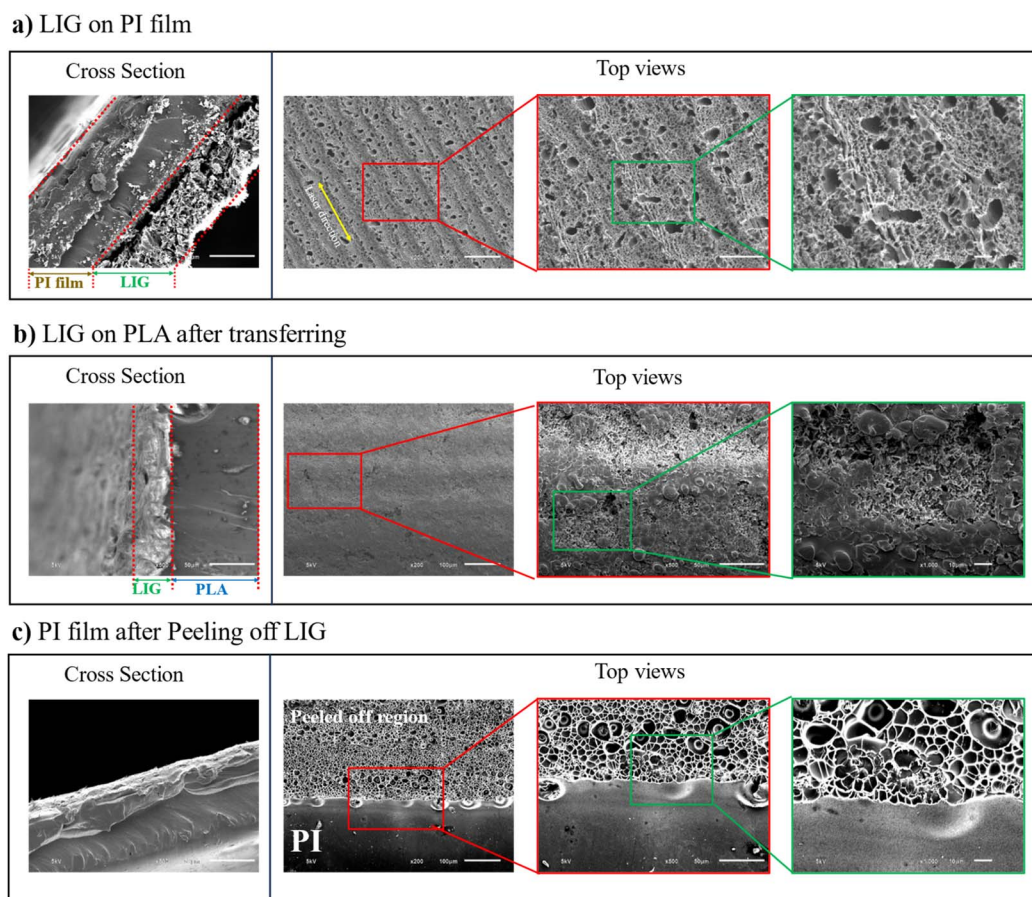 a) LIG on PI film
Cross Section
Top views
Laser direction
PI film
LIG
b) LIG on PLA after transferring
Cross Section
Top views
5kV
50μm
LIG
PLA
5kV x200 100μm
5kV x500 50μm
5kV x1,000 10μm
c) PI film after Peeling off LIG
Cross Section
Top views
Peeled off region
PI
5kV
5kV x200 100μm
5kV x500 50μm
5kV x1,000 10μm